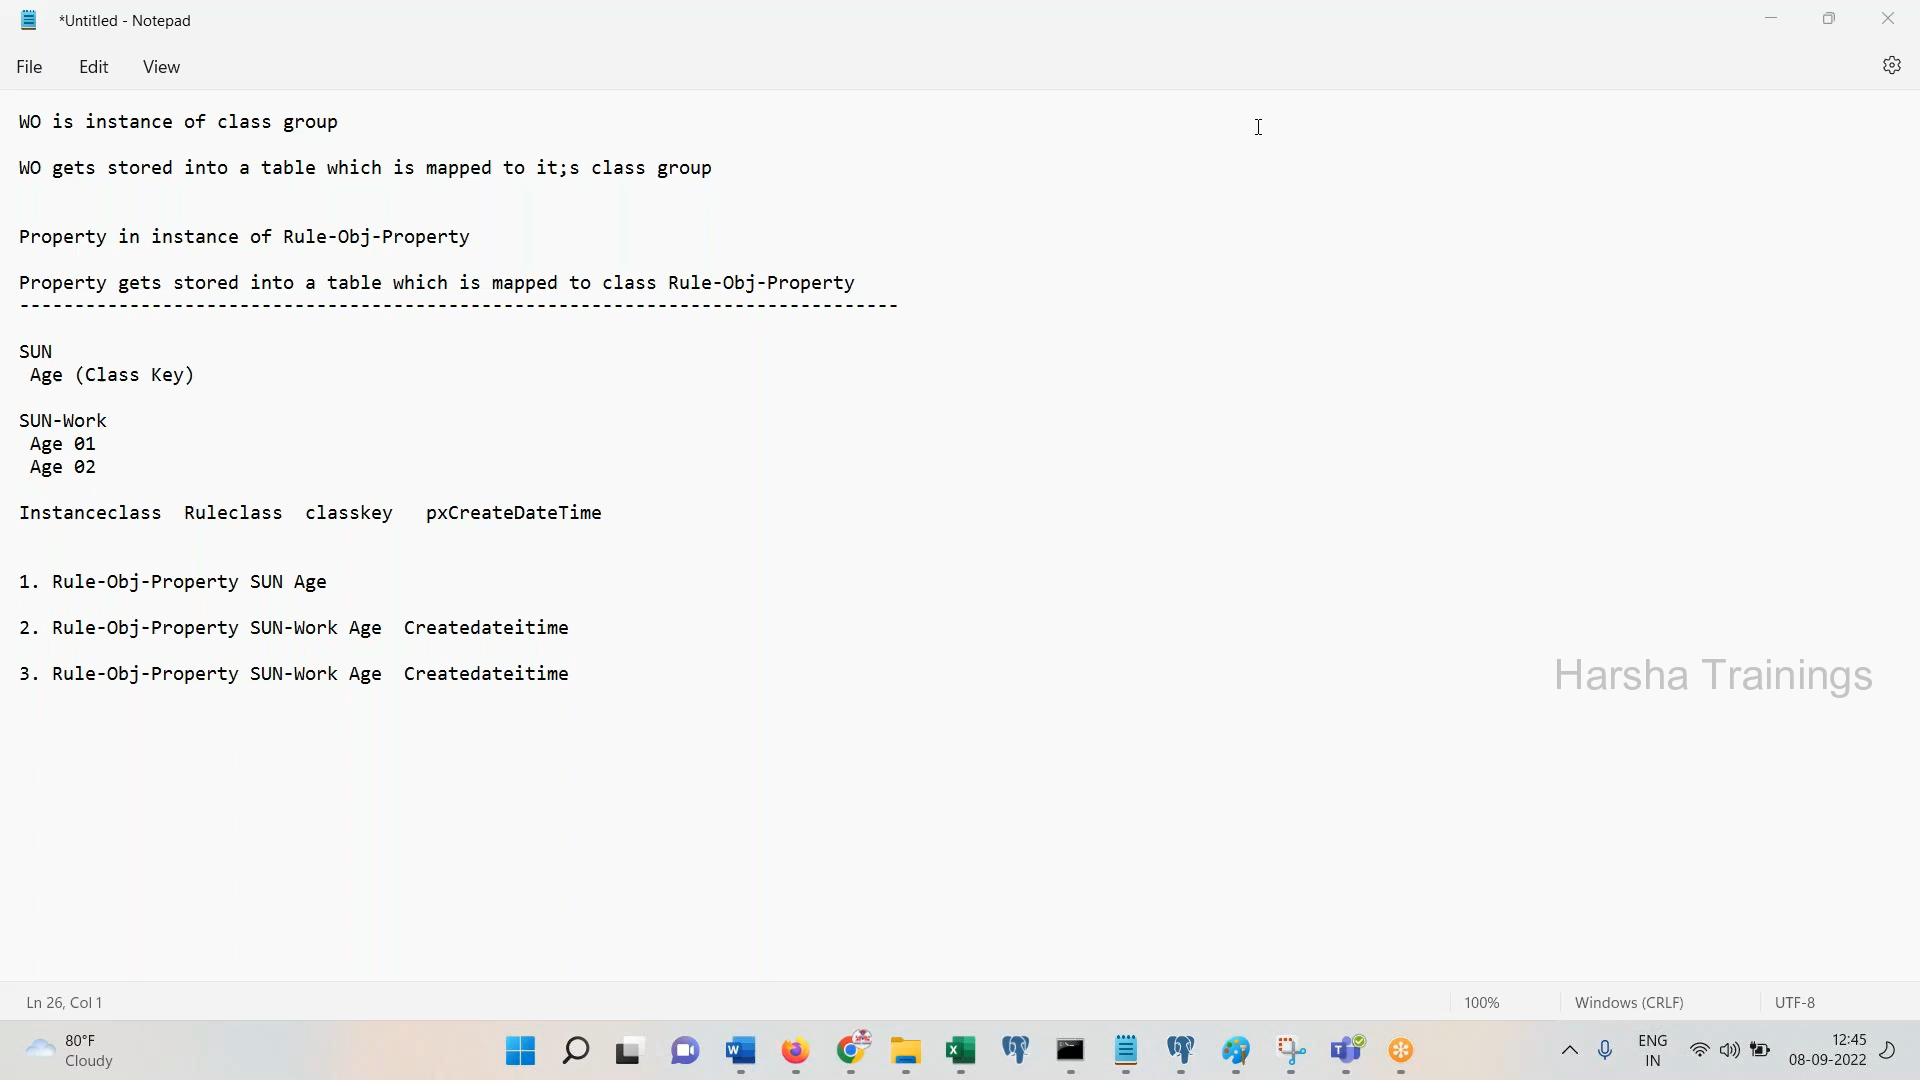 *Untitled - Notepad
File Edit View
WO is instance of class group
WO gets stored into a table which is mapped to it;s class group
Property in instance of Rule-Obj-Property
Property gets stored into a table which is mapped to class Rule-Obj-Property
--------------------------------------------------------------------------------
SUN
Age (Class Key)
SUN-Work
Age 01
Age 02
Instanceclass Ruleclass classkey pxCreateDateTime
1. Rule-Obj-Property SUN Age
2. Rule-Obj-Property SUN-Work Age Createdateitime
3. Rule-Obj-Property SUN-Work Age Createdateitime
Harsha Trainings
Ln 26, Col 1 100% Windows (CRLF) UTF-8
80°F
Cloudy
ENG
IN
12:45
08-09-2022